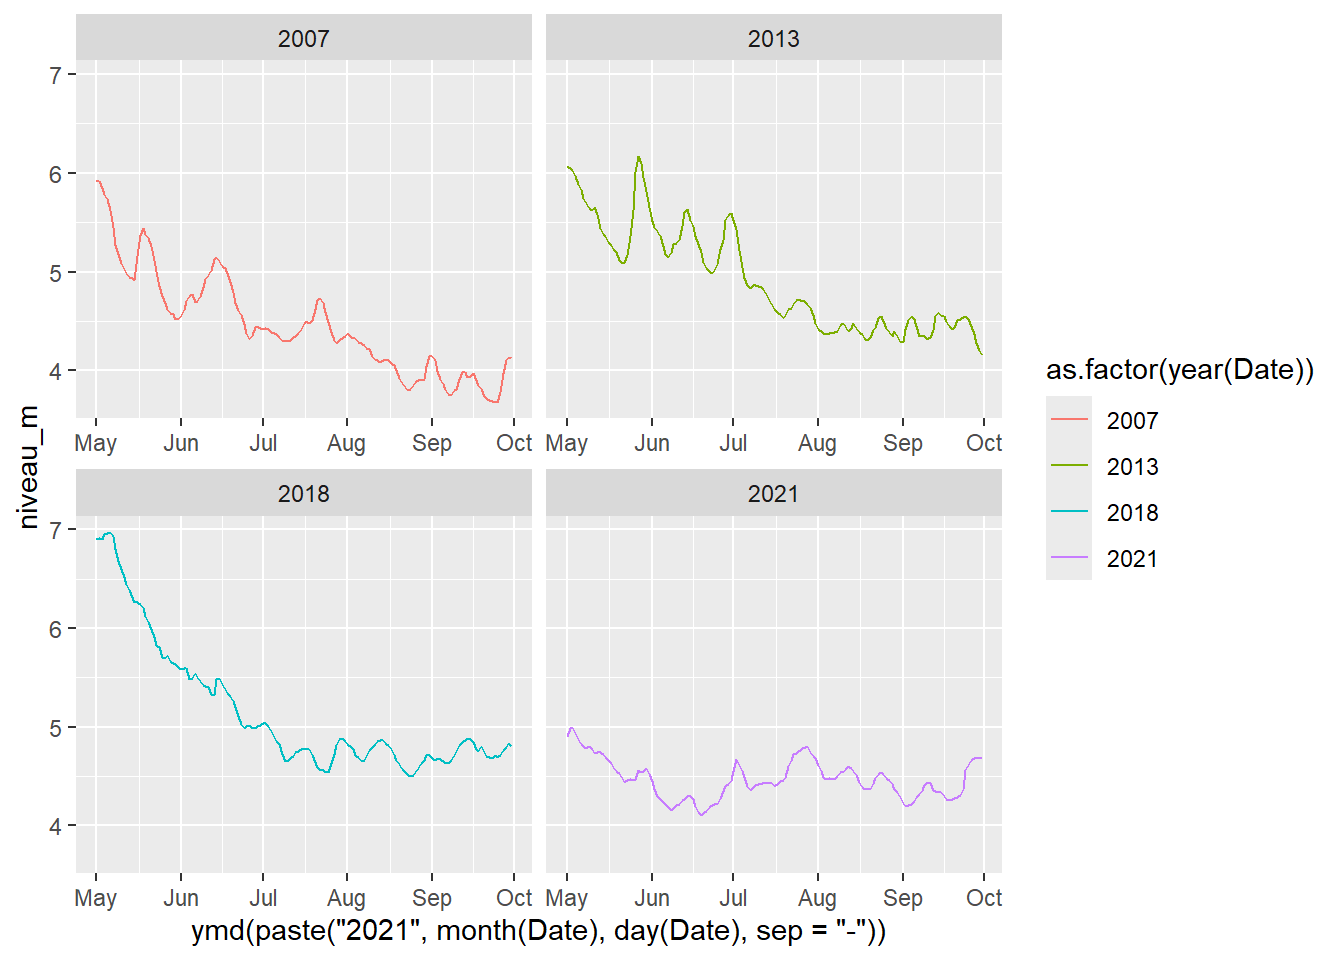 2007
2013
7
6
5
4
May Jun Jul Aug Sep Oct
May Jun Jul Aug Sep Oct
niveau_m
2018
2021
7
6
5
4
May Jun Jul Aug Sep Oct
May Jun Jul Aug Sep Oct
ymd(paste("2021", month(Date), day(Date), sep = "-"))
as.factor(year(Date))
2007
2013
2018
2021